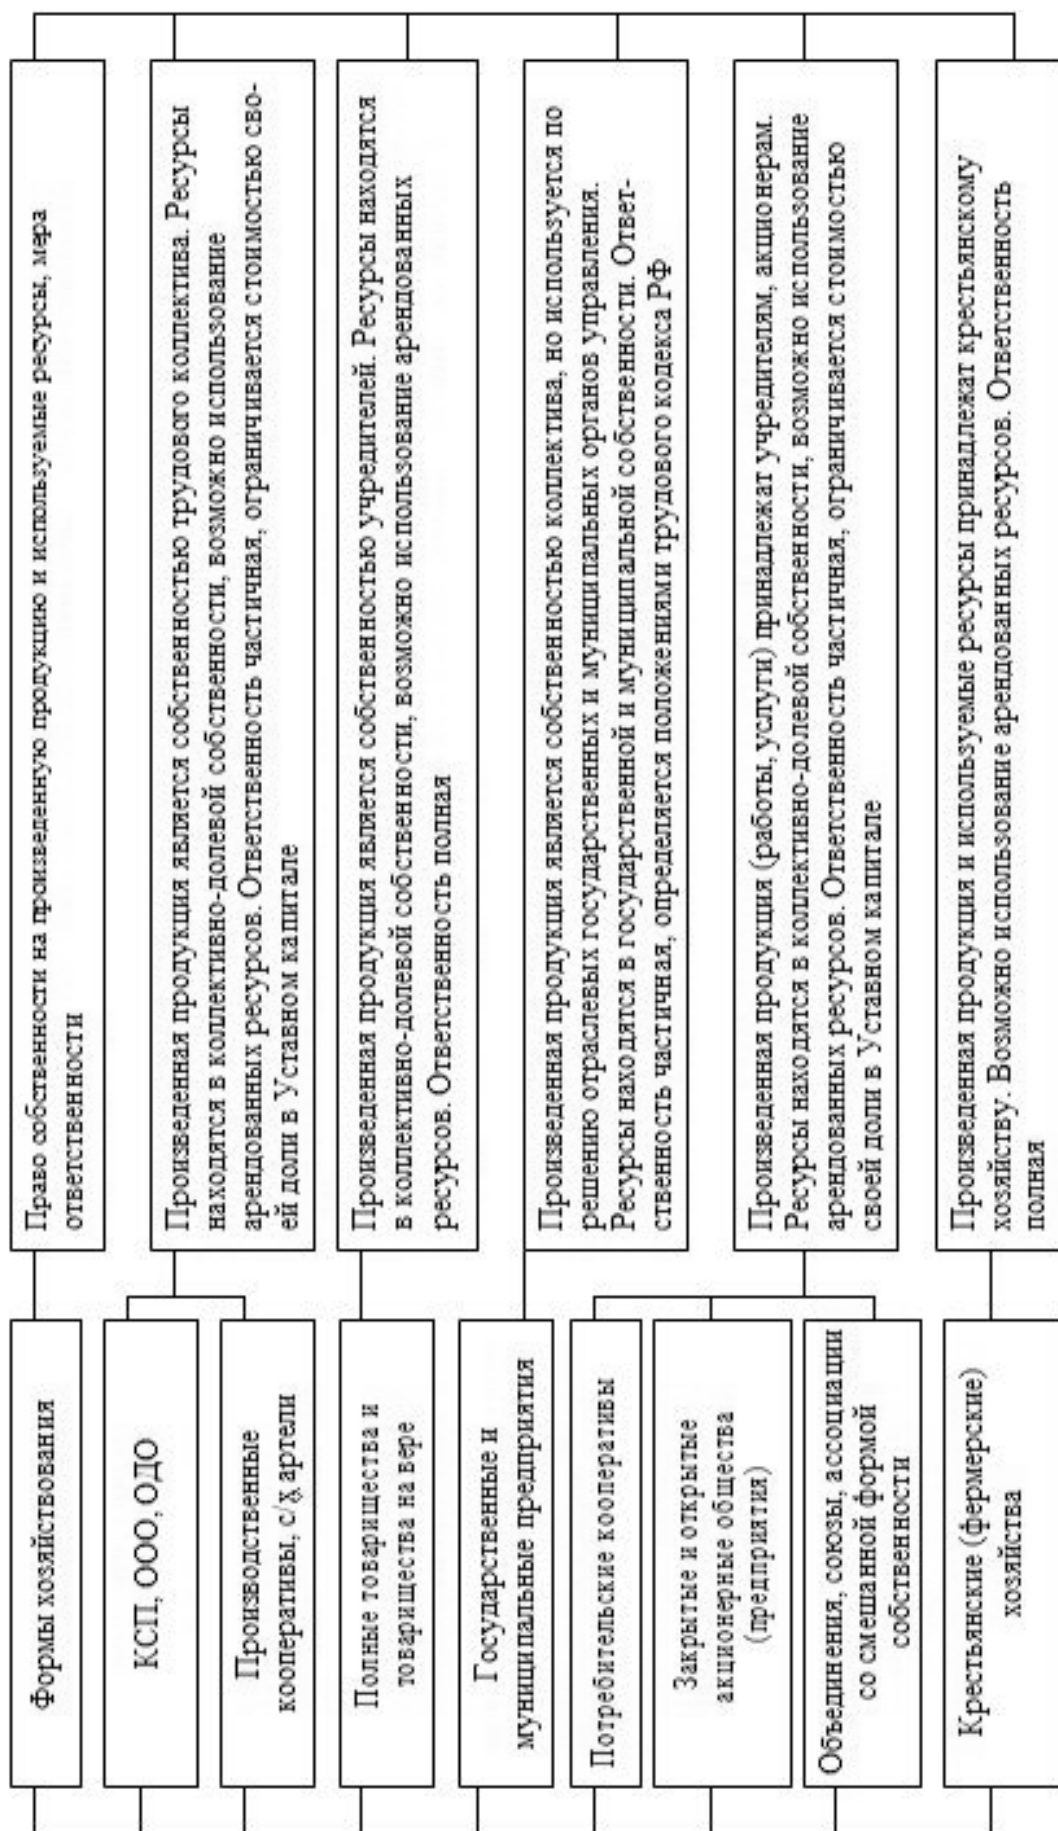 Формы хозяйствования
Право собственности на произведенную продукцию и используемые ресурсы, мера
ответственности
КСП, ООО, ОДО
Производственные
кооперативы, с/х артели
Произведенная продукция является собственностью трудового коллектива. Ресурсы
находятся в коллективно-долевой собственности, возможно использование
арендованных ресурсов. Ответственность частичная, ограничивается стоимостью сво-
ей доли в Уставном капитале
Полные товарищества и
товарищества на вере
Произведенная продукция является собственностью учредителей. Ресурсы находятся
в коллективно-долевой собственности, возможно использование арендованных
ресурсов. Ответственность полная
Государственные и
муниципальные предприятия
Произведенная продукция является собственностью коллектива, но используется по
решению отраслевых государственных и муниципальных органов управления.
Ресурсы находятся в государственной и муниципальной собственности. Ответ-
ственность частичная, определяется положениями трудового кодекса РФ
Потребительские кооперативы
Закрытые и открытые
акционерные общества
(предприятия)
Объединения, союзы, ассоциации
со смешанной формой
собственности
Произведенная продукция (работы, услуги) принадлежат учредителям, акционерам.
Ресурсы находятся в коллективно-долевой собственности, возможно использование
арендованных ресурсов. Ответственность частичная, ограничивается стоимостью
своей доли в Уставном капитале
Крестьянские (фермерские)
хозяйства
Произведенная продукция и используемые ресурсы принадлежат крестьянскому
хозяйству. Возможно использование арендованных ресурсов. Ответственность
полная